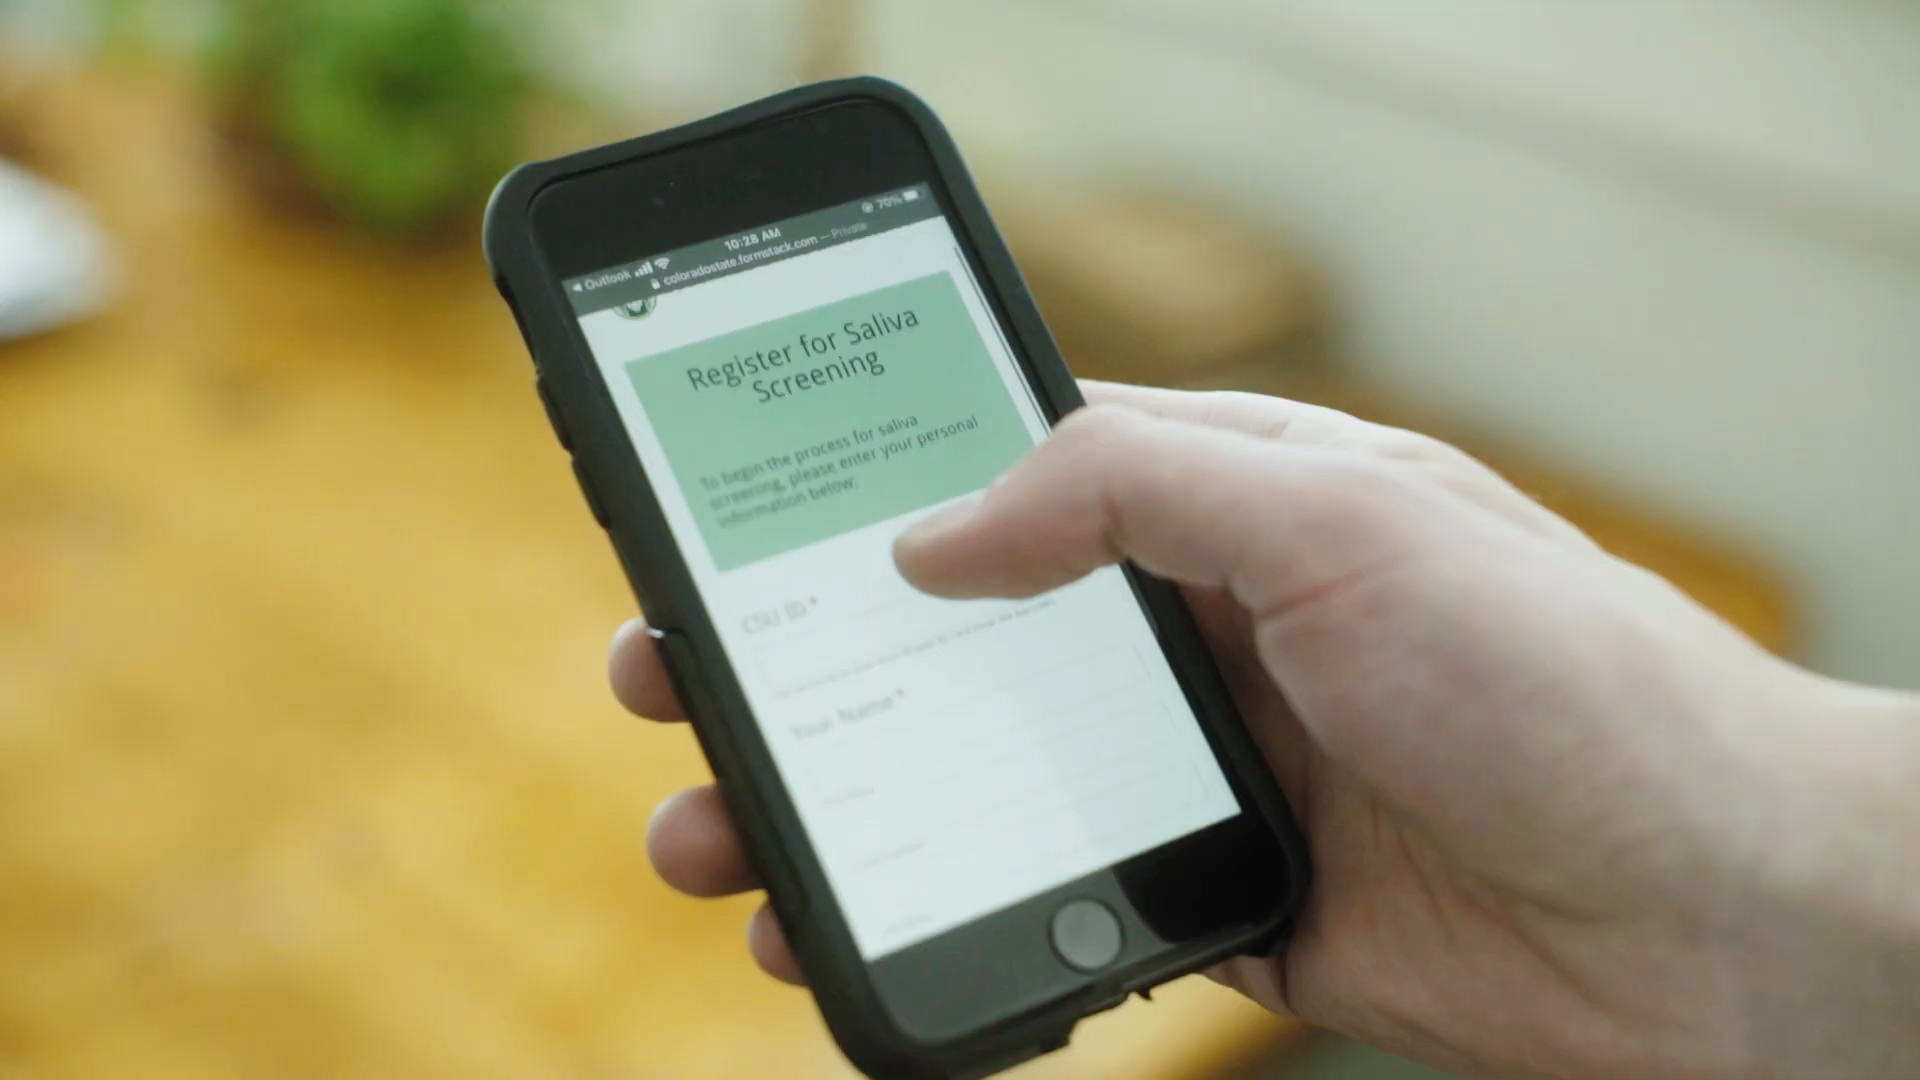 10:28 AM
70%
Outlook
coloradostate.formstack.com — Private
Register for Saliva
Screening
To begin the process for saliva
screening, please enter your personal
information below:
CSU ID *
Your Name *